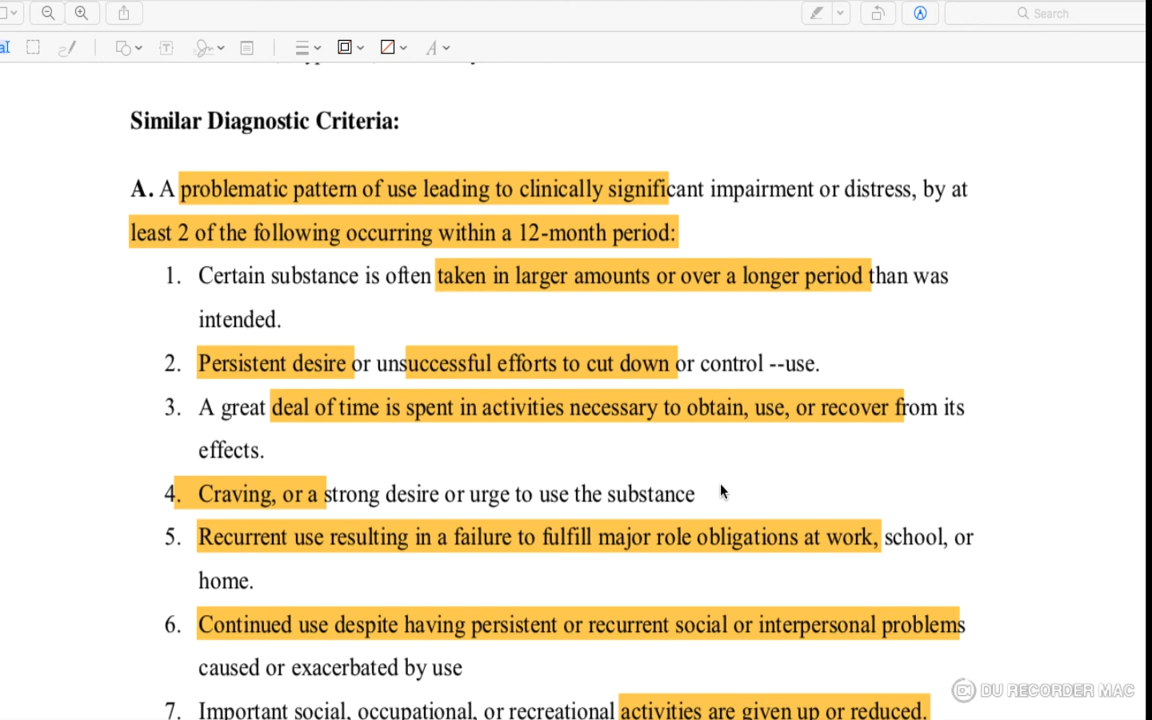 Search
Similar Diagnostic Criteria:
A. A problematic pattern of use leading to clinically significant impairment or distress, by at
least 2 of the following occurring within a 12-month period:
1. Certain substance is often taken in larger amounts or over a longer period than was
intended.
2. Persistent desire or unsuccessful efforts to cut down or control --use.
3. A great deal of time is spent in activities necessary to obtain, use, or recover from its
effects.
4. Craving, or a strong desire or urge to use the substance
5. Recurrent use resulting in a failure to fulfill major role obligations at work, school, or
home.
6. Continued use despite having persistent or recurrent social or interpersonal problems
caused or exacerbated by use
DU RECORDER MAC
7. Important social, occupational, or recreational activities are given up or reduced.